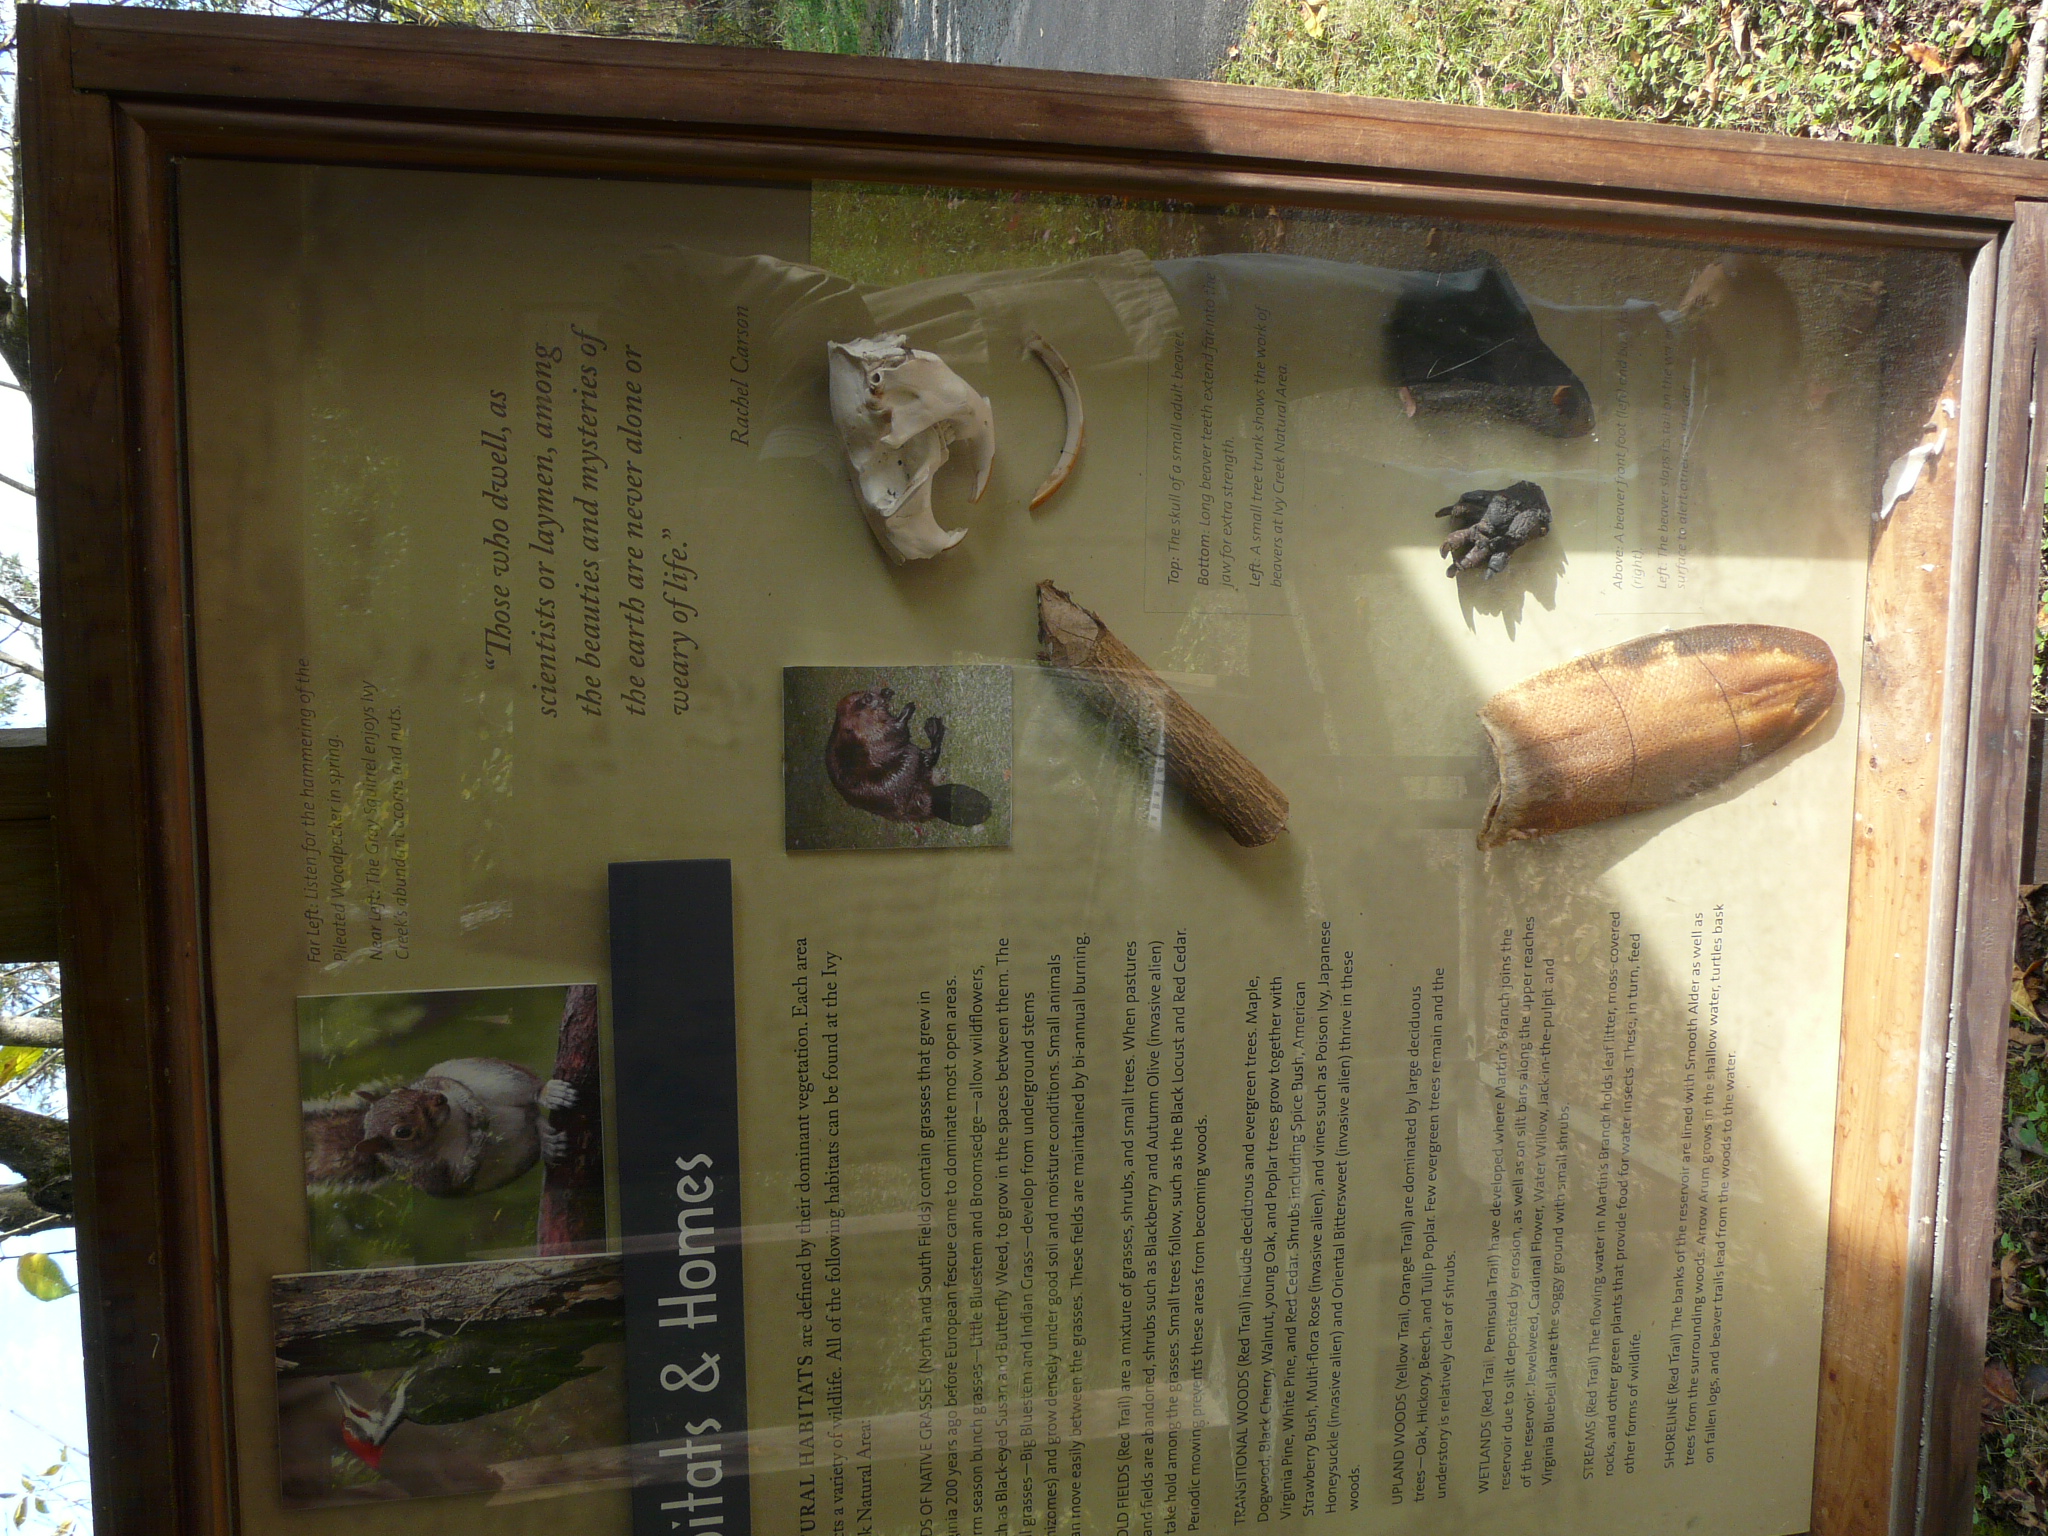 Far Left: Listen for the hammering of the
Pileated Woodpecker in spring.
Near Left: The Gray Squirrel enjoys Ivy
Creek's abundant acorns and nuts.
“Those who dwell, as
scientists or laymen, among
the beauties and mysteries of
the earth are never alone or
weary of life.”
Rachel Carson
& Homes
HABITATS are defined by their dominant vegetation. Each area
a variety of wildlife. All of the following habitats can be found at the Ivy
Natural Area:
OF NATIVE GRASSES (North and South Fields) contain grasses that grew in
200 years ago before European fescue came to dominate most open areas.
season bunch grasses—Little Bluestem and Broomsedge—allow wildflowers,
as Black-eyed Susan and Butterfly Weed, to grow in the spaces between them. The
grasses—Big Bluestem and Indian Grass—develop from underground stems
and grow densely under good soil and moisture conditions. Small animals
move easily between the grasses. These fields are maintained by bi-annual burning.
OLD FIELDS (Red Trail) are a mixture of grasses, shrubs, and small trees. When pastures
and fields are abandoned, shrubs such as Blackberry and Autumn Olive (invasive alien)
take hold among the grasses. Small trees follow, such as the Black Locust and Red Cedar.
Periodic mowing prevents these areas from becoming woods.
TRANSITIONAL WOODS (Red Trail) include deciduous and evergreen trees. Maple,
Dogwood, Black Cherry, Walnut, young Oak, and Poplar trees grow together with
Virginia Pine, White Pine, and Red Cedar. Shrubs including Spice Bush, American
Strawberry Bush, Multi-flora Rose (invasive alien), and vines such as Poison Ivy, Japanese
Honeysuckle (invasive alien) and Oriental Bittersweet (invasive alien) thrive in these
woods.
UPLAND WOODS (Yellow Trail, Orange Trail) are dominated by large deciduous
trees—Oak, Hickory, Beech, and Tulip Poplar. Few evergreen trees remain and the
understory is relatively clear of shrubs.
WETLANDS (Red Trail, Peninsula Trail) have developed where Martin's Branch joins the
reservoir due to silt deposited by erosion, as well as on silt bars along the upper reaches
of the reservoir. Jewelweed, Cardinal Flower, Water Willow, Jack-in-the-pulpit and
Virginia Bluebell share the soggy ground with small shrubs.
STREAMS (Red Trail) The flowing water in Martin's Branch holds leaf litter, moss-covered
rocks, and other green plants that provide food for water insects. These, in turn, feed
other forms of wildlife.
SHORELINE (Red Trail) The banks of the reservoir are lined with Smooth Alder as well as
trees from the surrounding woods. Arrow Arum grows in the shallow water, turtles bask
on fallen logs, and beaver trails lead from the woods to the water.
Top: The skull of a small adult beaver.
Bottom: Long beaver teeth extend far into the
jaw for extra strength.
Left: A small tree trunk shows the work of
beavers at Ivy Creek Natural Area.
Above: A beaver front foot (left) and
(right).
Left: The beaver slaps its tail on the water
surface to alert others to danger.